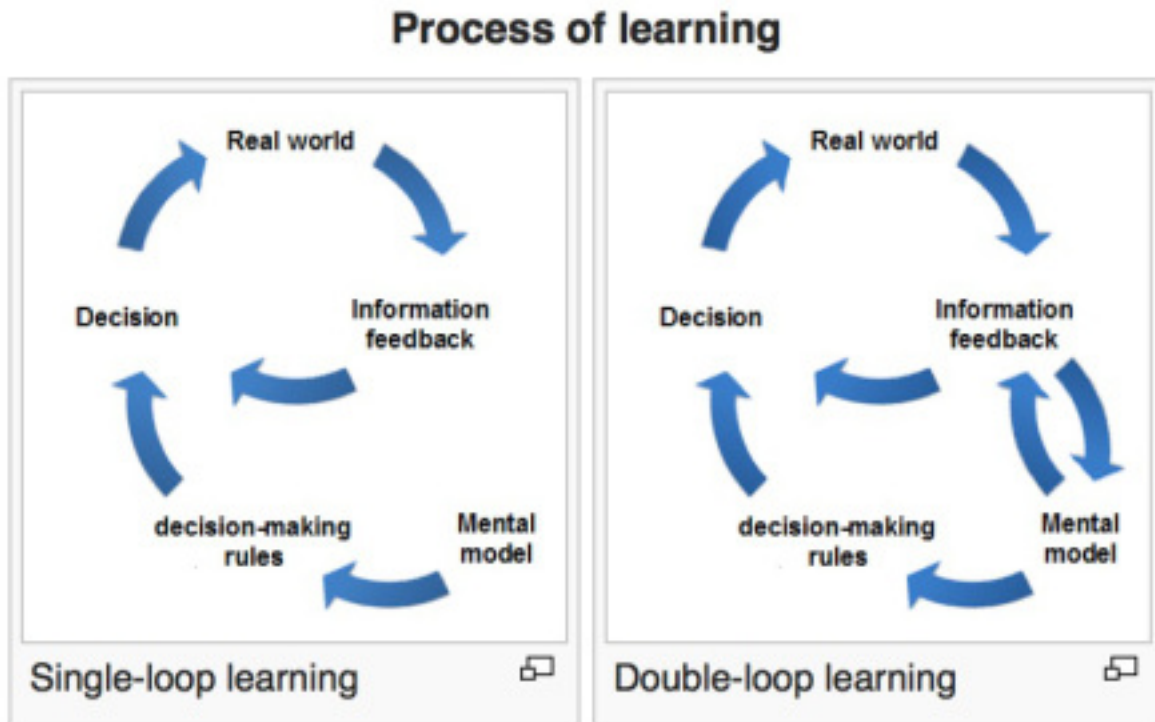 Process of learning
Real world
Decision
Information
feedback
decision-making
rules
Mental
model
Single-loop learning
Real world
Decision
Information
feedback
decision-making
rules
Mental
model
Double-loop learning